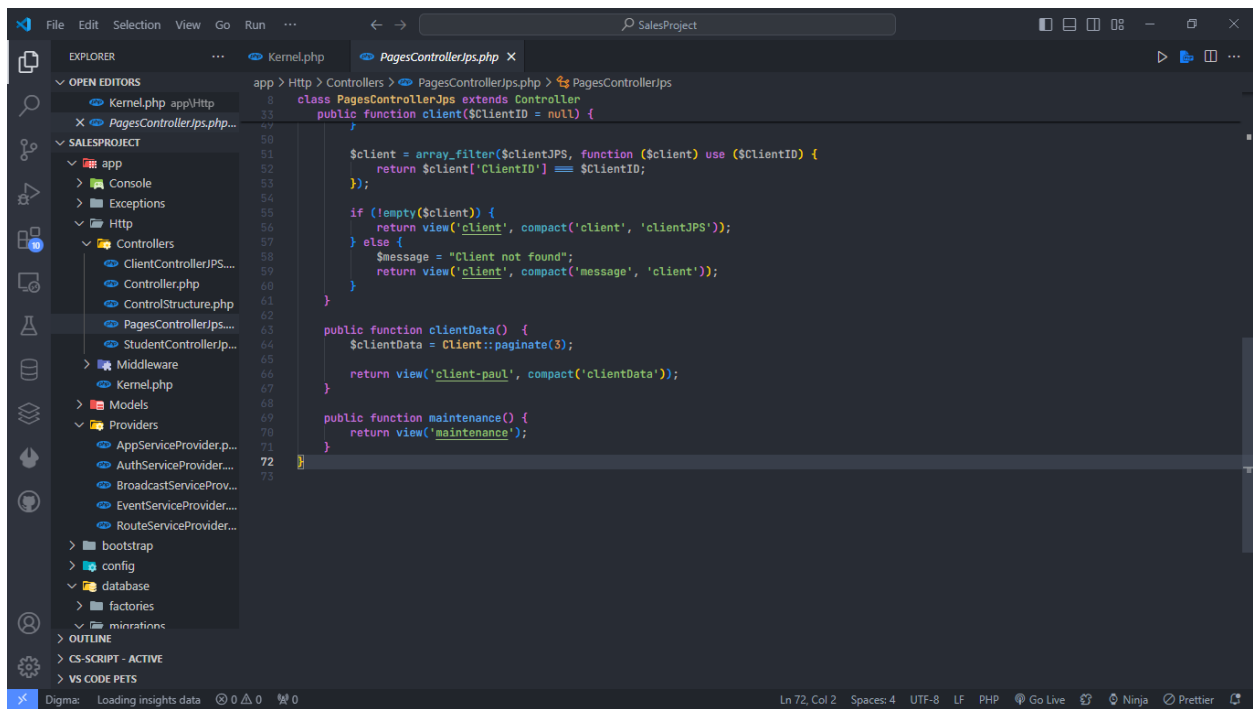 File Edit Selection View Go Run ··· ← → SalesProject
EXPLORER ···
OPEN EDITORS
Kernel.php app\Http
PagesControllerJps.php...
SALESPROJECT
app
Console
Exceptions
Http
Controllers
ClientControllerJPS....
Controller.php
ControlStructure.php
PagesControllerJps....
StudentControllerJp...
Middleware
Kernel.php
Models
Providers
AppServiceProvider.p...
AuthServiceProvider....
BroadcastServiceProv...
EventServiceProvider....
RouteServiceProvider...
bootstrap
config
database
factories
migrations
OUTLINE
CS-SCRIPT - ACTIVE
VS CODE PETS
10
Kernel.php PagesControllerJps.php
app > Http > Controllers > PagesControllerJps.php > PagesControllerJps
8 class PagesControllerJps extends Controller
33 public function client($ClientID = null) {
49 }
50
51 $client = array_filter($clientJPS, function ($client) use ($ClientID) {
52 return $client['ClientID'] === $ClientID;
53 });
54
55 if (!empty($client)) {
56 return view('client', compact('client', 'clientJPS'));
57 } else {
58 $message = "Client not found";
59 return view('client', compact('message', 'client'));
60 }
61 }
62
63 public function clientData()  {
64 $clientData = Client::paginate(3);
65
66 return view('client-paul', compact('clientData'));
67 }
68
69 public function maintenance() {
70 return view('maintenance');
71 }
72 }
73
Digma: Loading insights data 0 0 0 Ln 72, Col 2 Spaces: 4 UTF-8 LF PHP Go Live Ninja Prettier